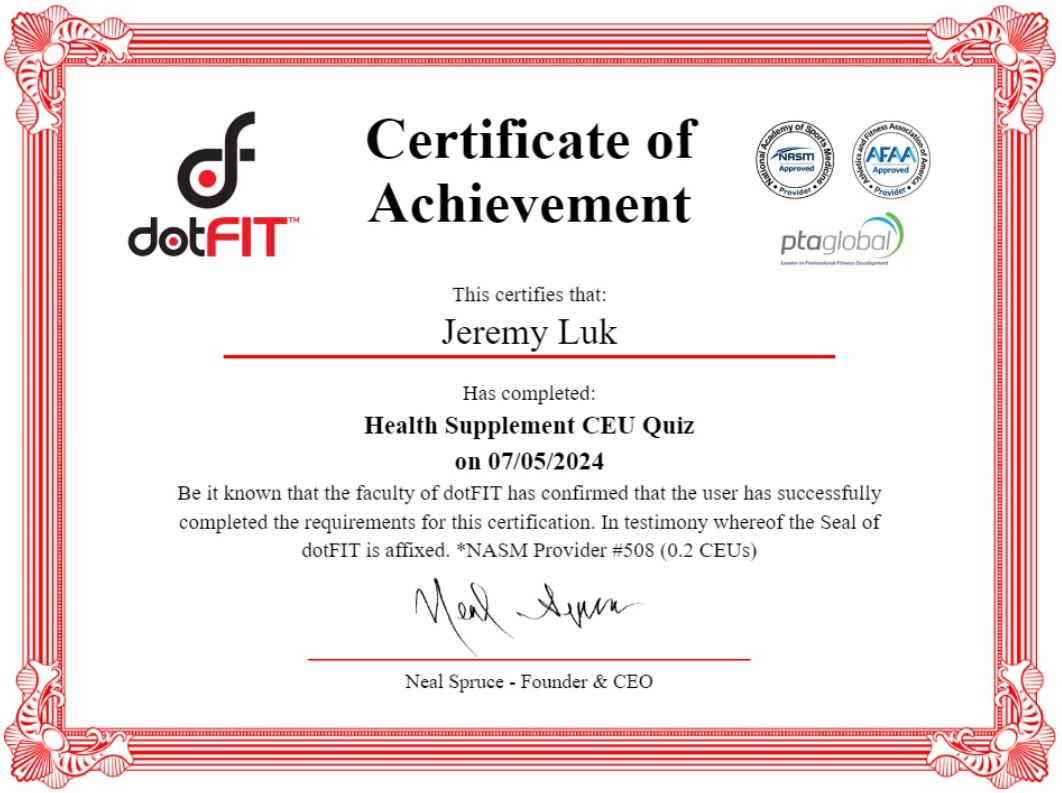 dotFIT™
Certificate of
Achievement
National Academy of Sports Medicine
NASM
Approved
• Provider •
Athletics and Fitness Association of America
AFAA
Approved
• Provider •
ptaglobal
Leader in Professional Fitness Development
This certifies that:
Jeremy Luk
Has completed:
Health Supplement CEU Quiz
on 07/05/2024
Be it known that the faculty of dotFIT has confirmed that the user has successfully
completed the requirements for this certification. In testimony whereof the Seal of
dotFIT is affixed. *NASM Provider #508 (0.2 CEUs)
Neal Spruce
Neal Spruce - Founder & CEO